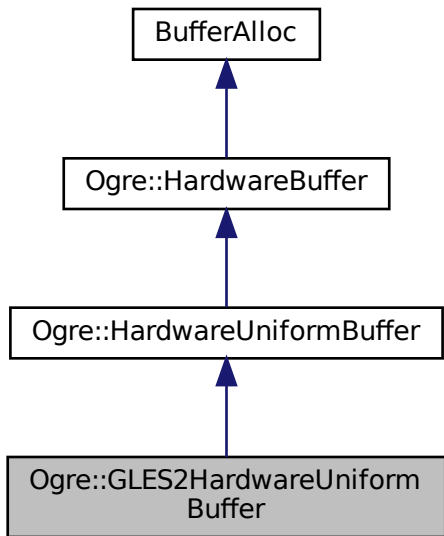 BufferAlloc
Ogre::HardwareBuffer
Ogre::HardwareUniformBuffer
Ogre::GLES2HardwareUniform
Buffer